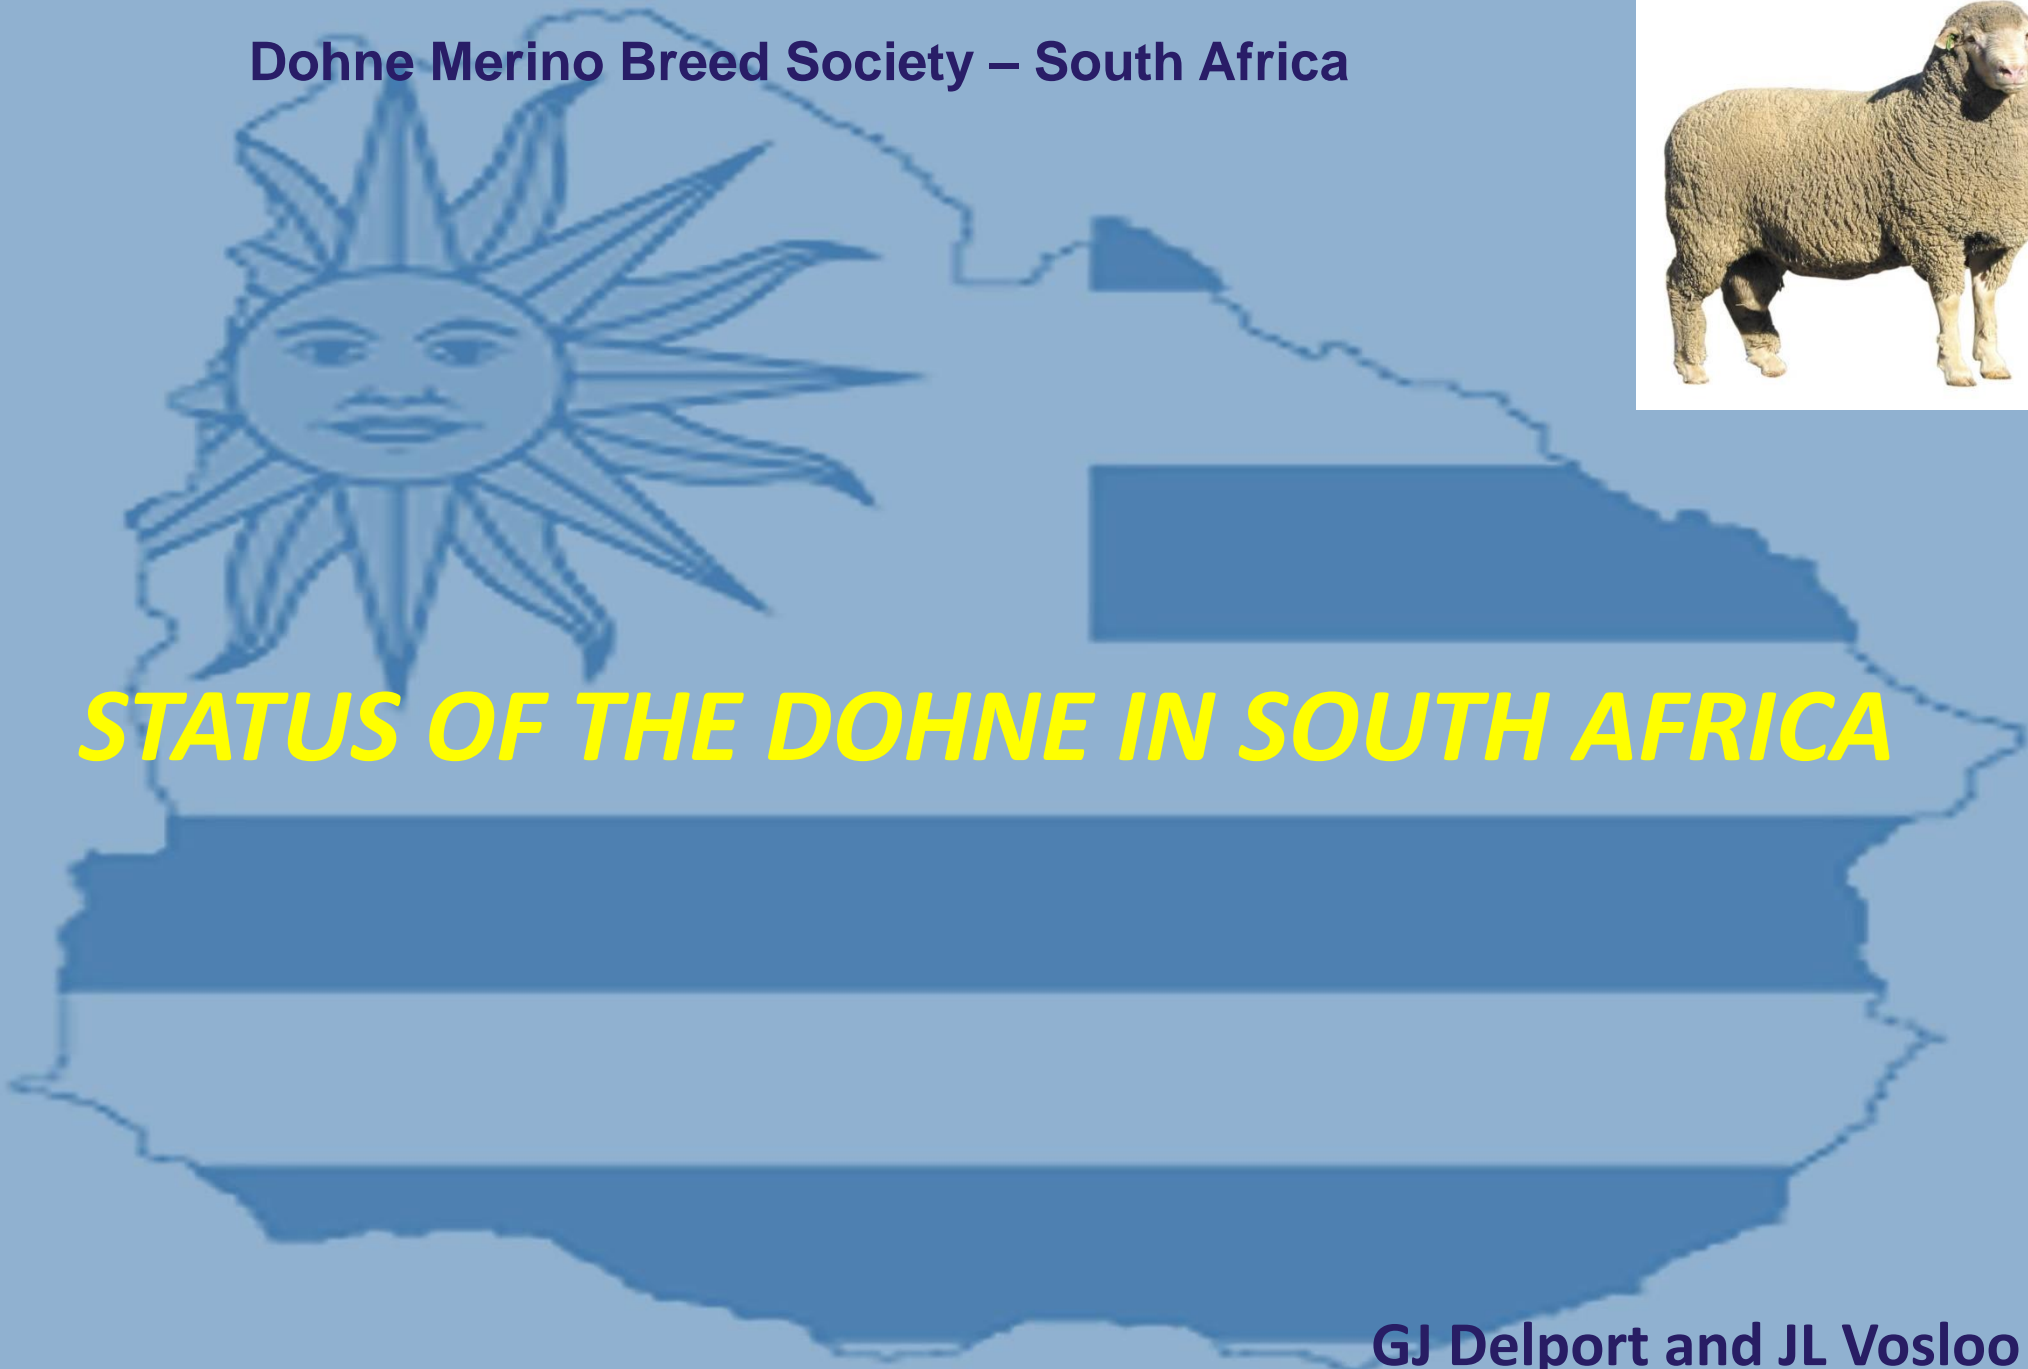 Dohne Merino Breed Society – South Africa
STATUS OF THE DOHNE IN SOUTH AFRICA
GJ Delport and JL Vosloo